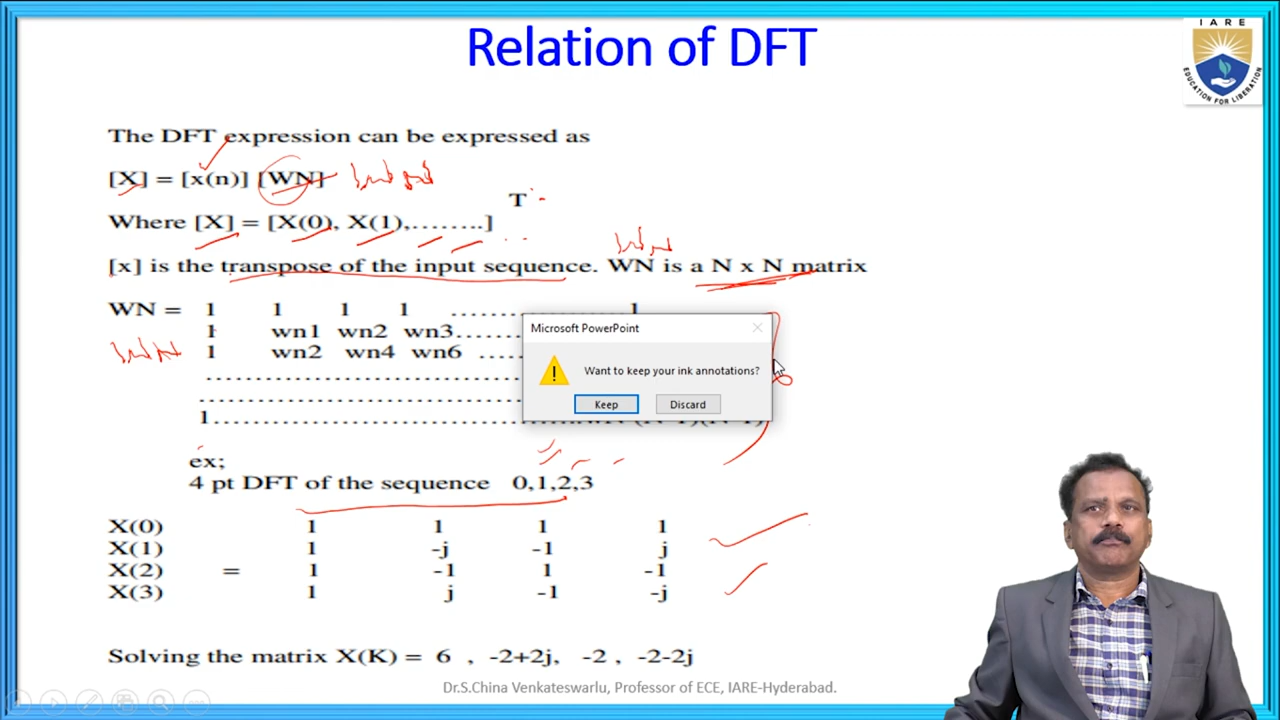 Relation of DFT
IARE
EDUCATION FOR LIBERATION
The DFT expression can be expressed as
[X] = [x(n)] [WN]
T
Where [X] = [X(0), X(1),........]
[x] is the transpose of the input sequence. WN is a N x N matrix
WN = 1 1 1 1 ........................1
1 wn1 wn2 wn3
1 wn2 wn4 wn6
Microsoft PowerPoint
Want to keep your ink annotations?
Keep Discard
ex;
4 pt DFT of the sequence 0,1,2,3
X(0) 1 1 1 1
X(1) 1 -j -1 j
X(2) = 1 -1 1 -1
X(3) 1 j -1 -j
Solving the matrix X(K) = 6 , -2+2j, -2 , -2-2j
Dr.S.China Venkateswarlu, Professor of ECE, IARE-Hyderabad.